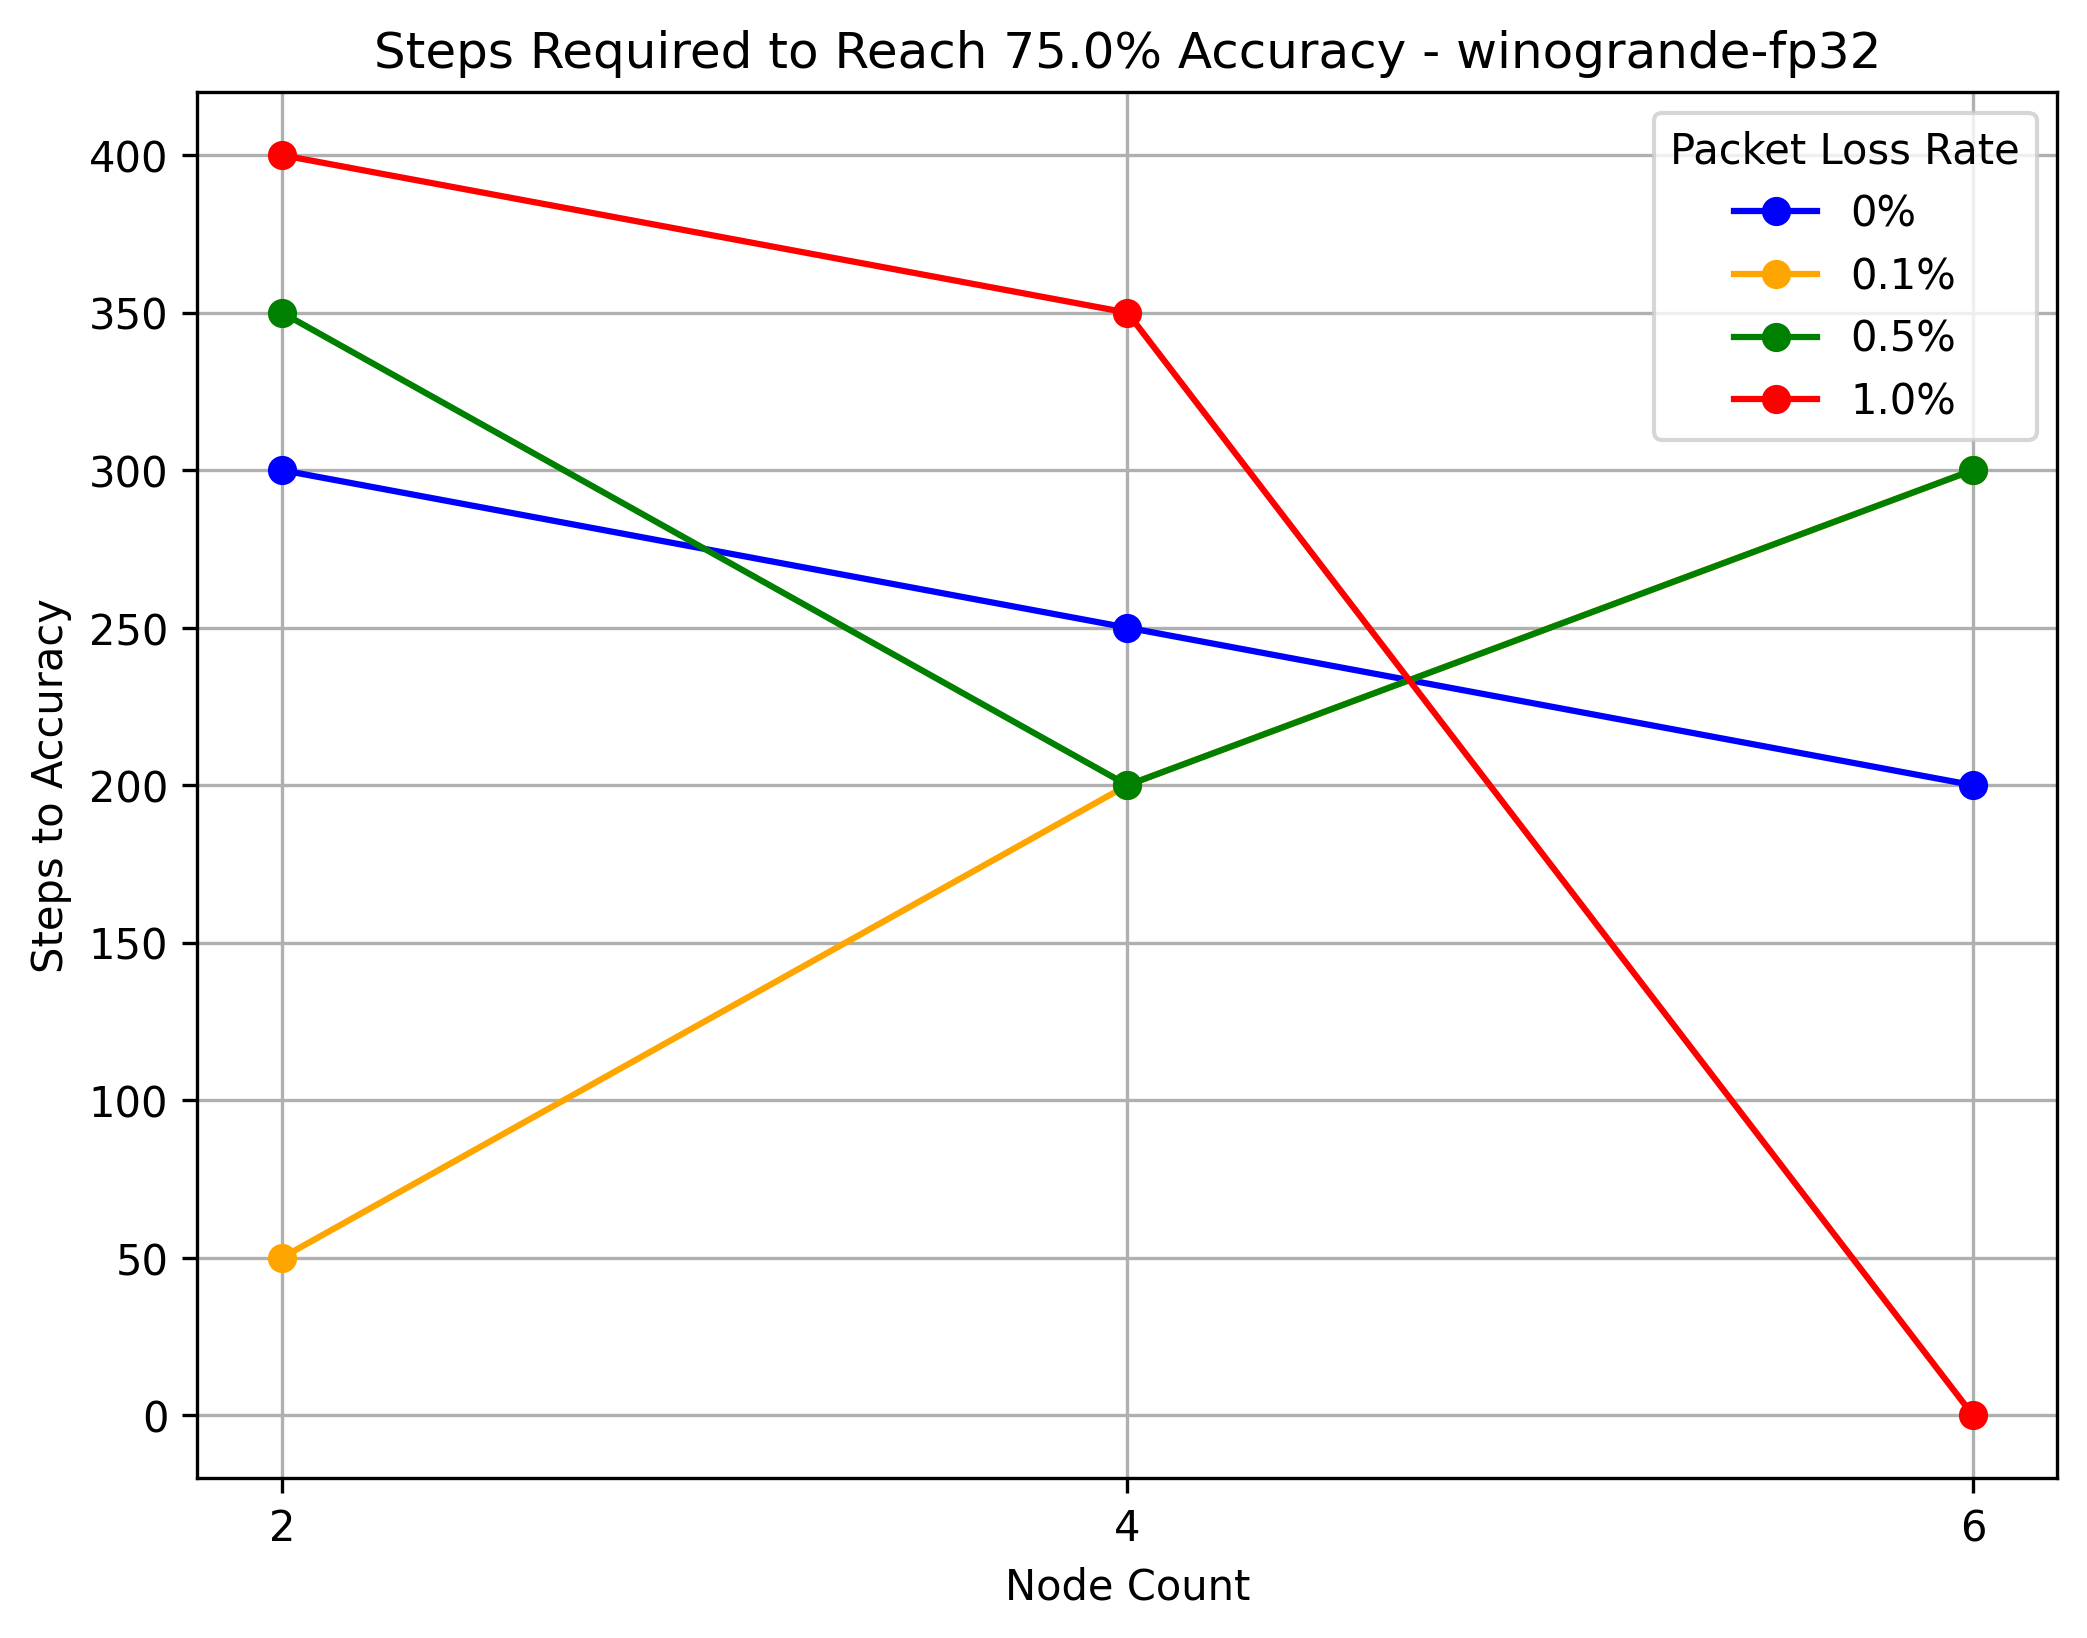 Steps Required to Reach 75.0% Accuracy - winogrande-fp32
Packet Loss Rate
0%
0.1%
0.5%
1.0%
Steps to Accuracy
400
350
300
250
200
150
100
50
0
2 4 6
Node Count